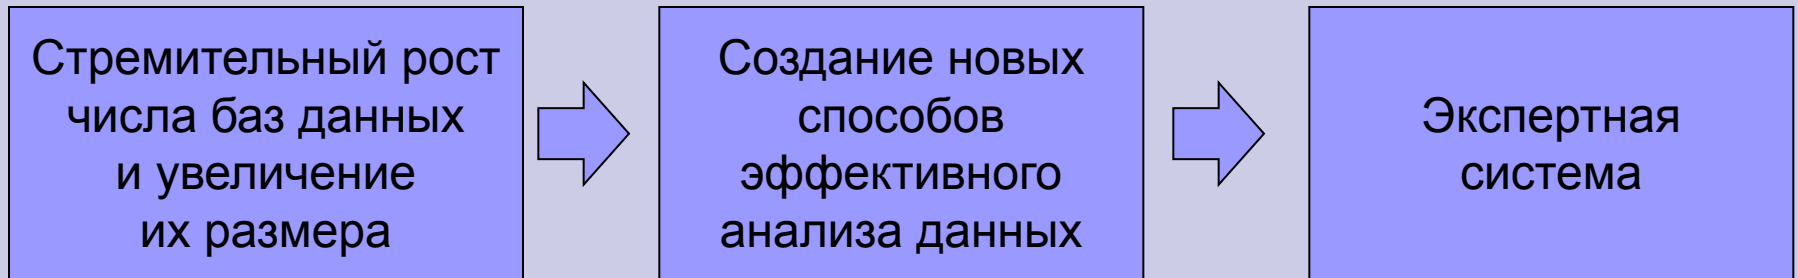 Стремительный рост
числа баз данных
и увеличение
их размера
Создание новых
способов
эффективного
анализа данных
Экспертная
система